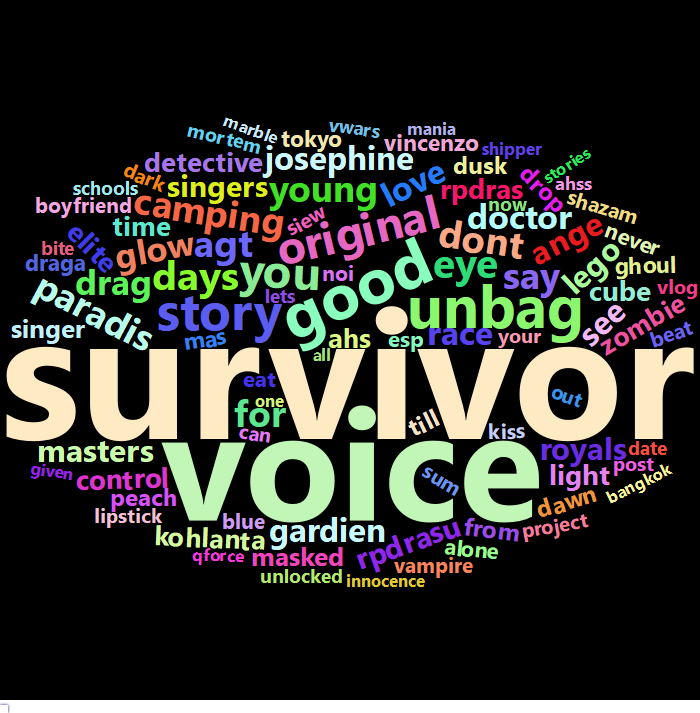 marble vwars mania
mortem tokyo vincenzo shipper
detective josephine dusk stories
dark singers young love rpdras drop ahss
schools
boyfriend camping siew original now shazam
time doctor never
elite glow agt dont ange
bite
draga drag days you noi good eye say lego ghoul
paradis story lets unbag cube vlog
singer mas ahs esp race your see zombie beat
all
survivor
eat one out
for can till kiss
voice
masters royals date
given control sum light post
peach bangkok
lipstick blue gardien dawn
kohlanta rpdrasu from project
qforce masked alone
vampire
unlocked innocence